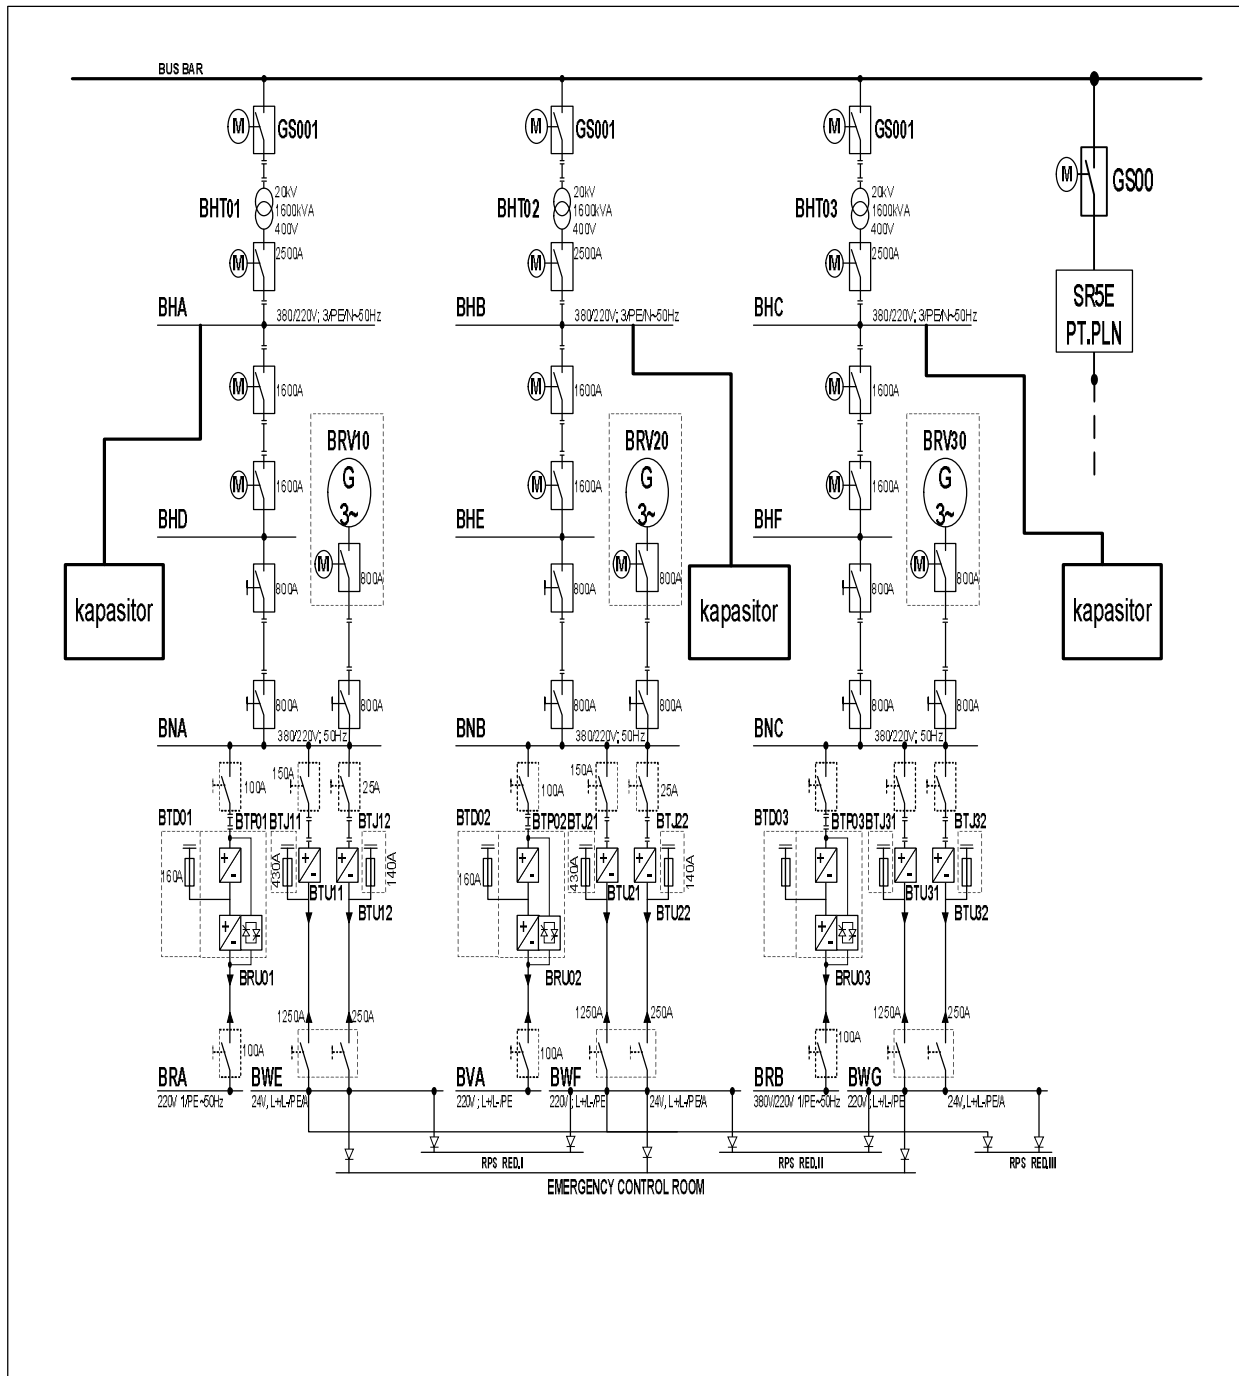 BUS BAR
M GS001 M GS001 M GS001
M GS00
BHT01 20kV 1600kVA 400V
BHT02 20kV 1600kVA 400V
BHT03 20kV 1600kVA 400V
M 2500A M 2500A M 2500A
SR5E
PT.PLN
BHA 380/220V; 3/PE/N~50Hz
BHB 380/220V; 3/PE/N~50Hz
BHC 380/220V; 3/PE/N~50Hz
M 1600A M 1600A M 1600A
BRV10 BRV20 BRV30
M 1600A G 3~ M 1600A G 3~ M 1600A G 3~
BHD BHE BHF
800A M 800A 800A M 800A 800A M 800A
kapasitor kapasitor kapasitor
800A 800A 800A 800A 800A 800A
BNA 380/220V; 50Hz
BNB 380/220V; 50Hz
BNC 380/220V; 50Hz
100A 150A 25A 100A 150A 25A
BTD01 BTP01 BTJ11 BTJ12 BTD02 BTP02 BTJ21 BTJ22 BTD03 BTP03 BTJ31 BTJ32
160A + - 430A + - + - 140A 160A + - 430A + - + - 140A + - + - + -
BTU11 BTU21 BTU31
BTU12 BTU22 BTU32
+ - + - + -
BRU01 BRU02 BRU03
1250A 250A 1250A 250A 1250A 250A
100A 100A 100A
BRA BWE BVA BWF BRB BWG
220V 1/PE~50Hz 24V, L+/L-/PE/A 220V; L+/L-/PE 220V; L+/L-/PE 24V, L+/L-/PE/A 380V/220V 1/PE~50Hz 220V; L+/L-/PE 24V, L+/L-/PE/A
RPS RED.I RPS RED.II RPS RED.III
EMERGENCY CONTROL ROOM